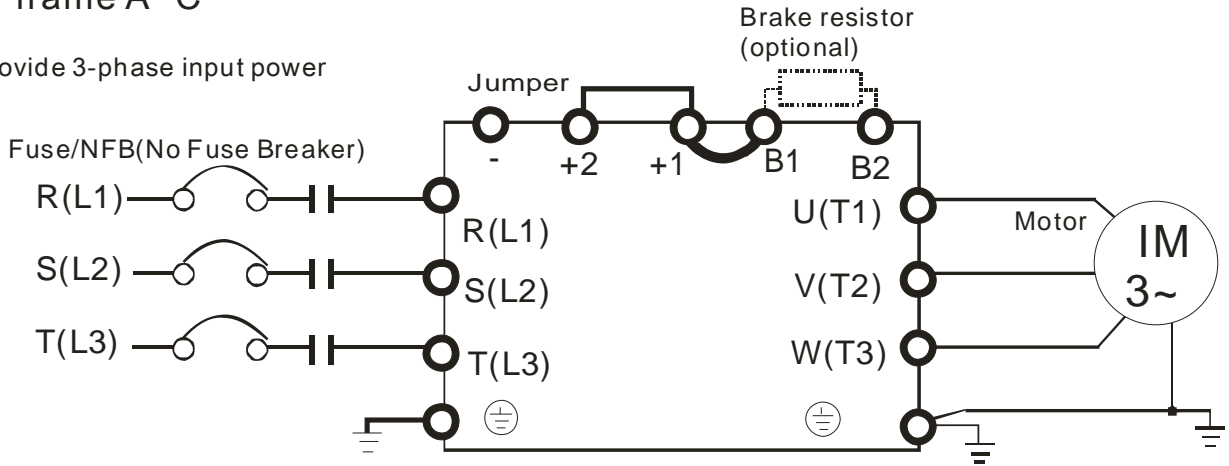 frame A~C
ovide 3-phase input power
Brake resistor
(optional)
Jumper
Fuse/NFB(No Fuse Breaker)
-
+2
+1
B1
B2
R(L1)
R(L1)
U(T1)
Motor
IM
3~
S(L2)
S(L2)
V(T2)
T(L3)
T(L3)
W(T3)